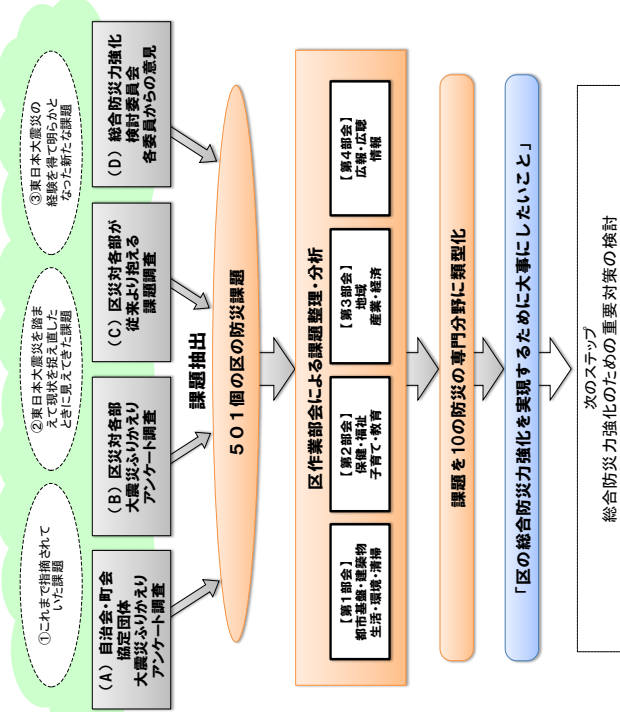 ①これまで指摘されて
いた課題
②東日本大震災を踏ま
えて現状を捉え直した
ときに見えてきた課題
③東日本大震災の
経験を得て明らかと
なった新たな課題
(A) 自治会・町会
協定団体
大震災ふりかえり
アンケート調査
(B) 区災対各部
大震災ふりかえり
アンケート調査
(C) 区災対各部が
従来より抱える
課題調査
(D) 総合防災力強化
検討委員会
各委員からの意見
課題抽出
501個の区の防災課題
区作業部会による課題整理・分析
【第1部会】
都市基盤・建築物
生活・環境・清掃
【第2部会】
保健・福祉
子育て・教育
【第3部会】
地域
産業・経済
【第4部会】
広報・広聴
情報
課題を10の防災の専門分野に類型化
「区の総合防災力強化を実現するために大事にしたいこと」
次のステップ
総合防災力強化のための重要対策の検討